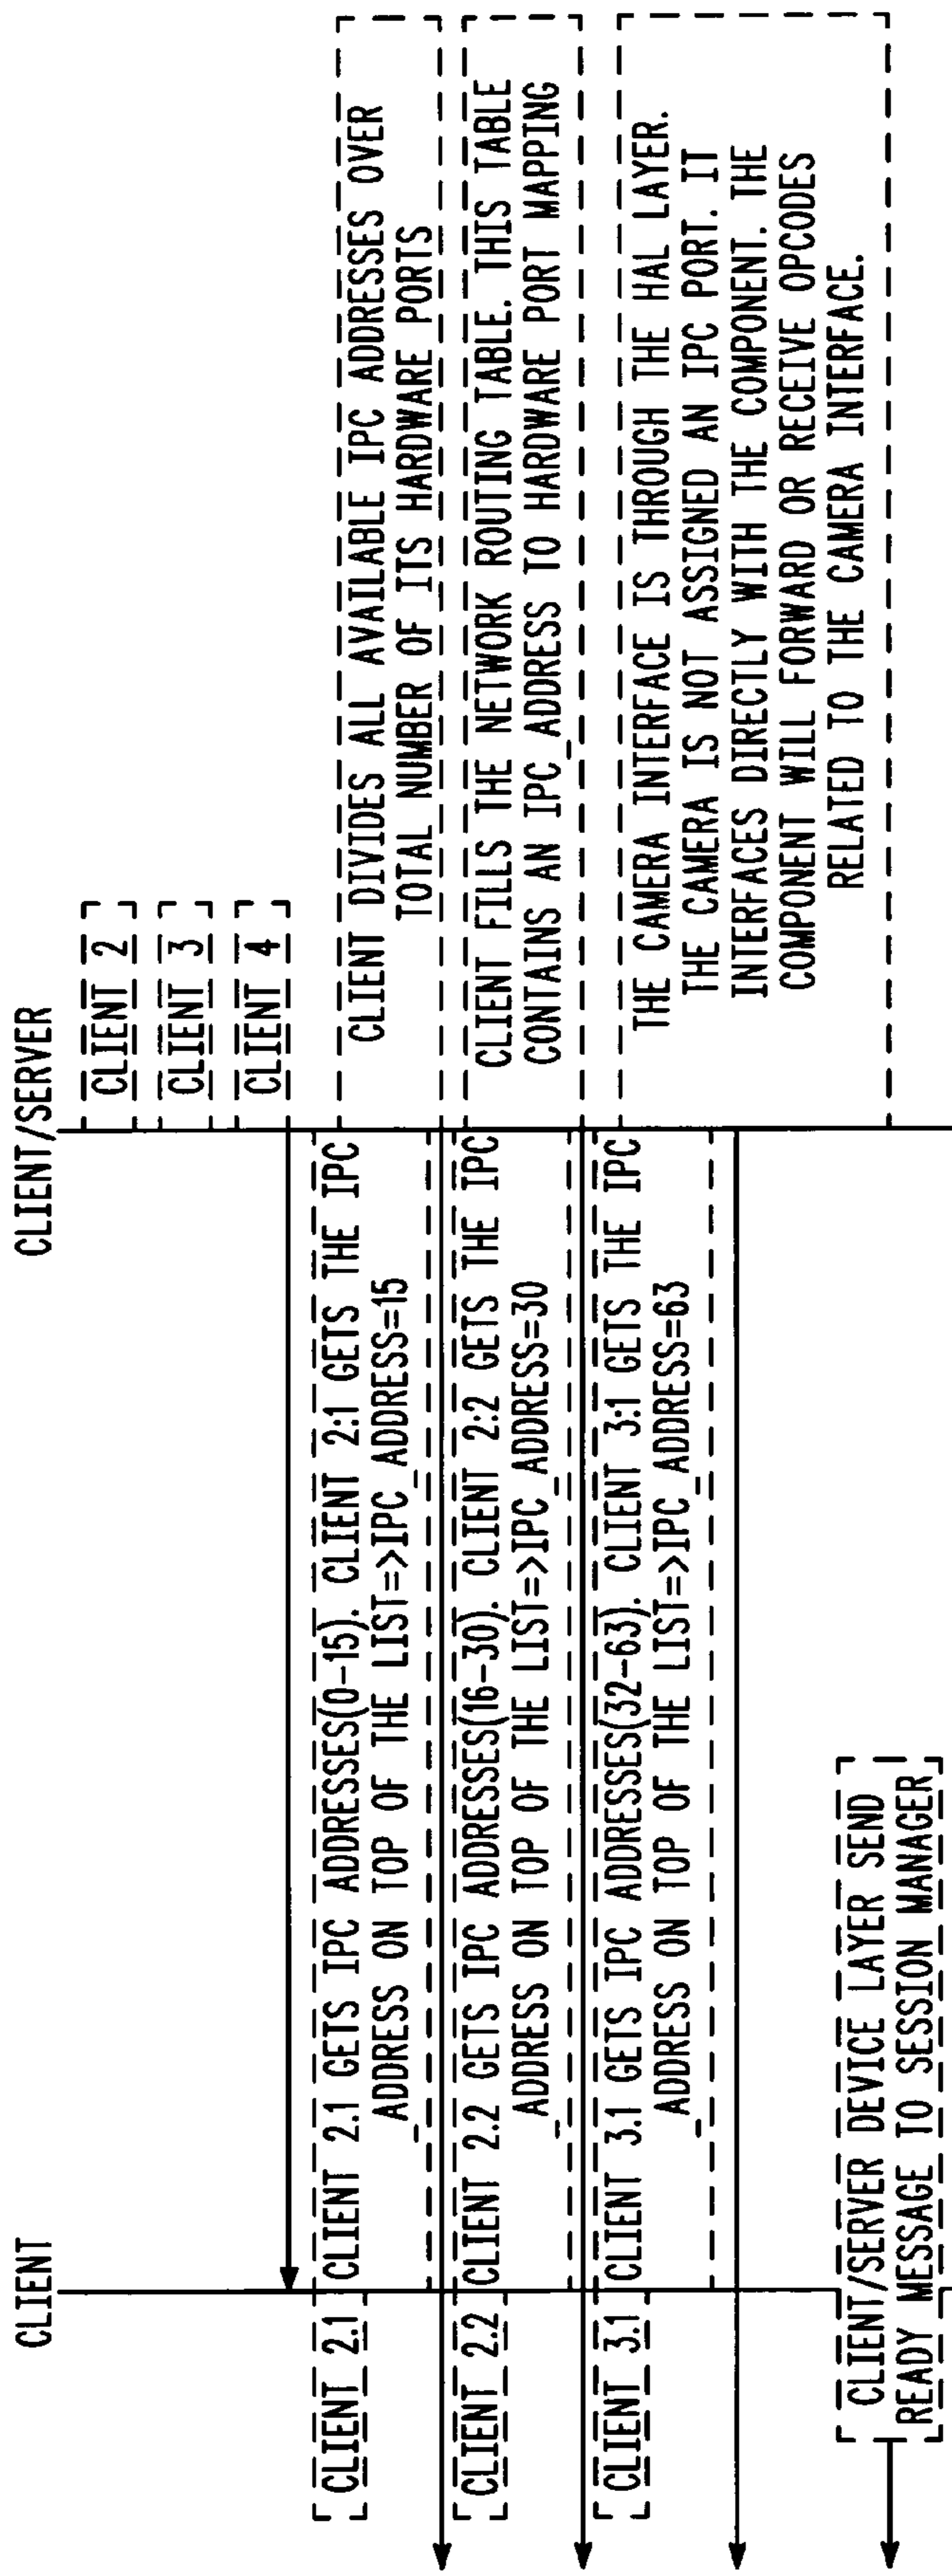 CLIENT
CLIENT/SERVER
CLIENT 2
CLIENT 3
CLIENT 4
CLIENT 2.1
CLIENT 2.1 GETS IPC ADDRESSES(0-15). CLIENT 2:1 GETS THE IPC
ADDRESS ON TOP OF THE LIST=>IPC_ADDRESS=15
CLIENT DIVIDES ALL AVAILABLE IPC ADDRESSES OVER
TOTAL NUMBER OF ITS HARDWARE PORTS
CLIENT 2.2
CLIENT 2.2 GETS IPC ADDRESSES(16-30). CLIENT 2:2 GETS THE IPC
ADDRESS ON TOP OF THE LIST=>IPC_ADDRESS=30
CLIENT FILLS THE NETWORK ROUTING TABLE. THIS TABLE
CONTAINS AN IPC_ADDRESS TO HARDWARE PORT MAPPING
CLIENT 3.1
CLIENT 3.1 GETS IPC ADDRESSES(32-63). CLIENT 3:1 GETS THE IPC
ADDRESS ON TOP OF THE LIST=>IPC_ADDRESS=63
THE CAMERA INTERFACE IS THROUGH THE HAL LAYER.
THE CAMERA IS NOT ASSIGNED AN IPC PORT. IT
INTERFACES DIRECTLY WITH THE COMPONENT. THE
COMPONENT WILL FORWARD OR RECEIVE OPCODES
RELATED TO THE CAMERA INTERFACE.
CLIENT/SERVER DEVICE LAYER SEND
READY MESSAGE TO SESSION MANAGER